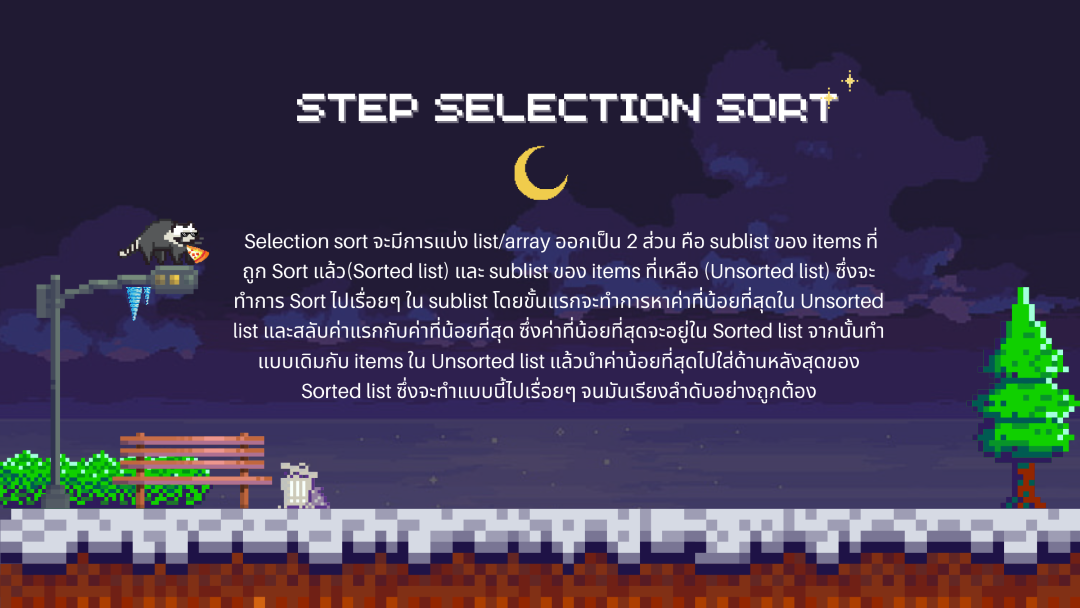 STEP SELECTION SORT
Selection sort จะมีการแบ่ง list/array ออกเป็น 2 ส่วน คือ sublist ของ items ที่
ถูก Sort แล้ว(Sorted list) และ sublist ของ items ที่เหลือ (Unsorted list) ซึ่งจะ
ทำการ Sort ไปเรื่อยๆ ใน sublist โดยขั้นแรกจะทำการหาค่าที่น้อยที่สุดใน Unsorted
list และสลับค่าแรกกับค่าที่น้อยที่สุด ซึ่งค่าที่น้อยที่สุดจะอยู่ใน Sorted list จากนั้นทำ
แบบเดิมกับ items ใน Unsorted list แล้วนำค่าน้อยที่สุดไปใส่ด้านหลังสุดของ
Sorted list ซึ่งจะทำแบบนี้ไปเรื่อยๆ จนมันเรียงลำดับอย่างถูกต้อง